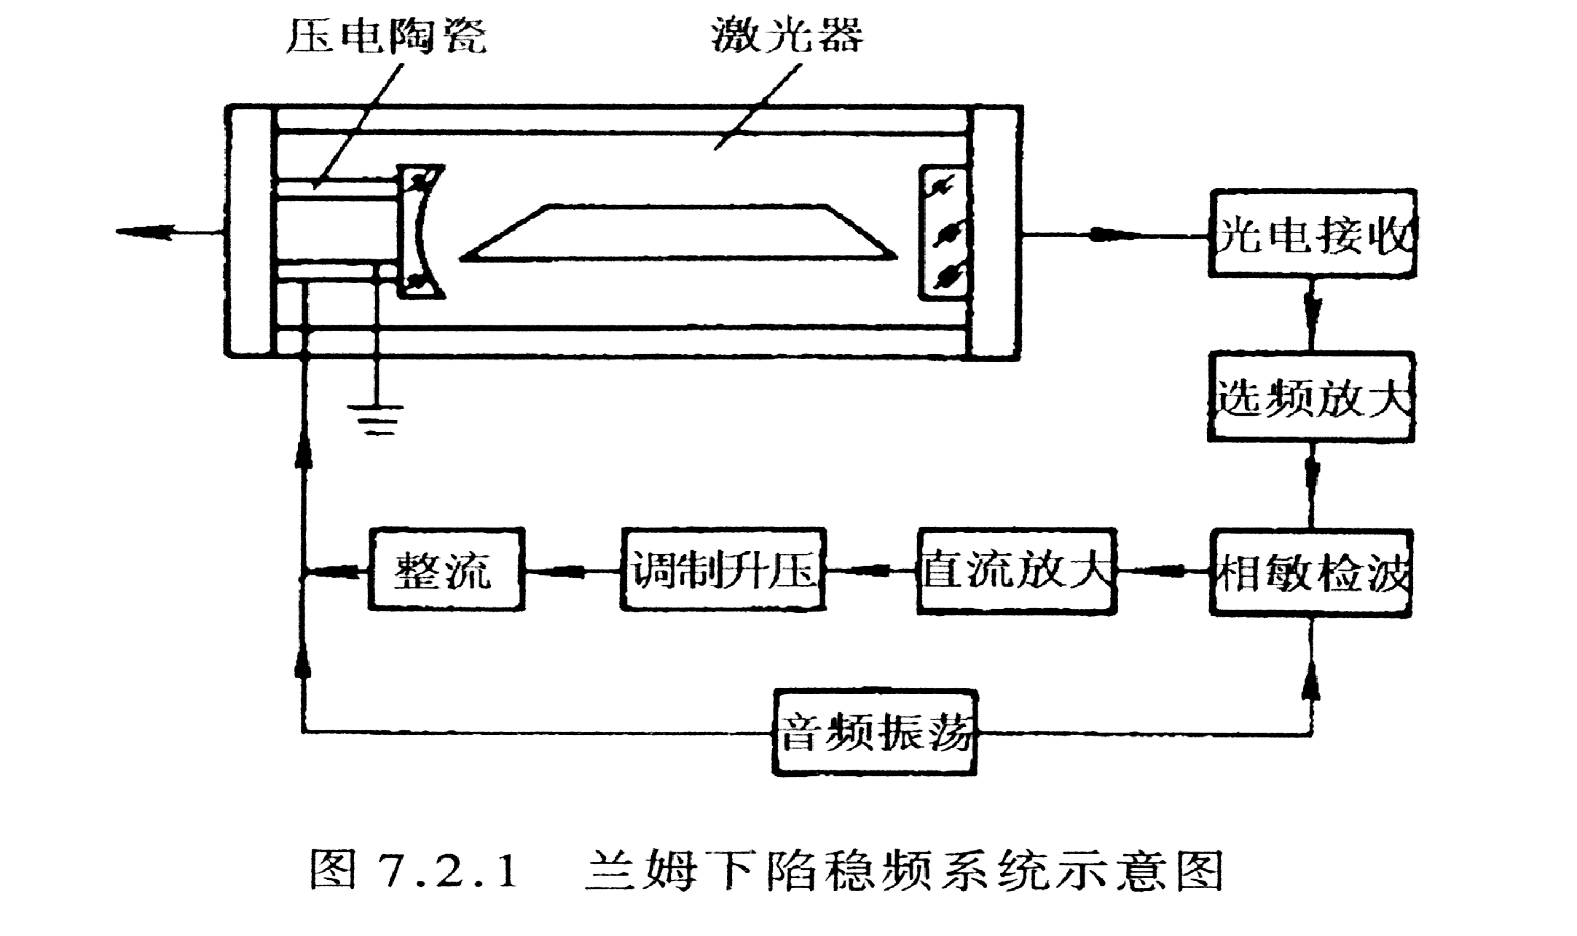 压电陶瓷
激光器
光电接收
选频放大
整流
调制升压
直流放大
相敏检波
音频振荡
图 7.2.1 兰姆下陷稳频系统示意图